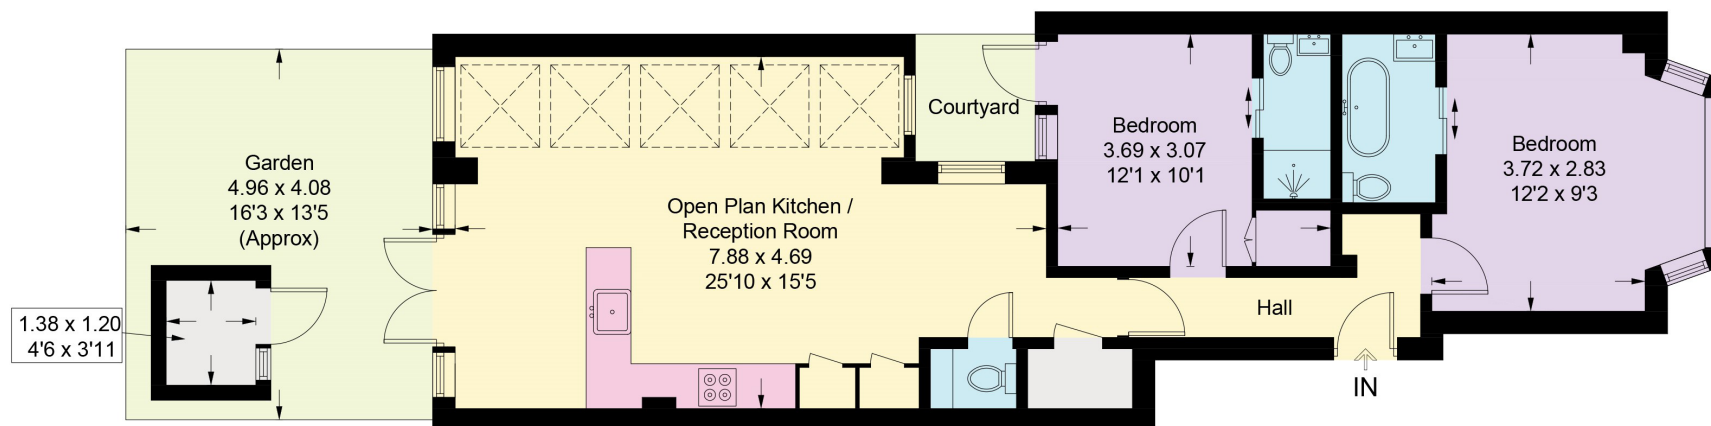 Garden
4.96 x 4.08
16'3 x 13'5
(Approx)
1.38 x 1.20
4'6 x 3'11
Open Plan Kitchen /
Reception Room
7.88 x 4.69
25'10 x 15'5
Courtyard
Bedroom
3.69 x 3.07
12'1 x 10'1
Bedroom
3.72 x 2.83
12'2 x 9'3
Hall
IN